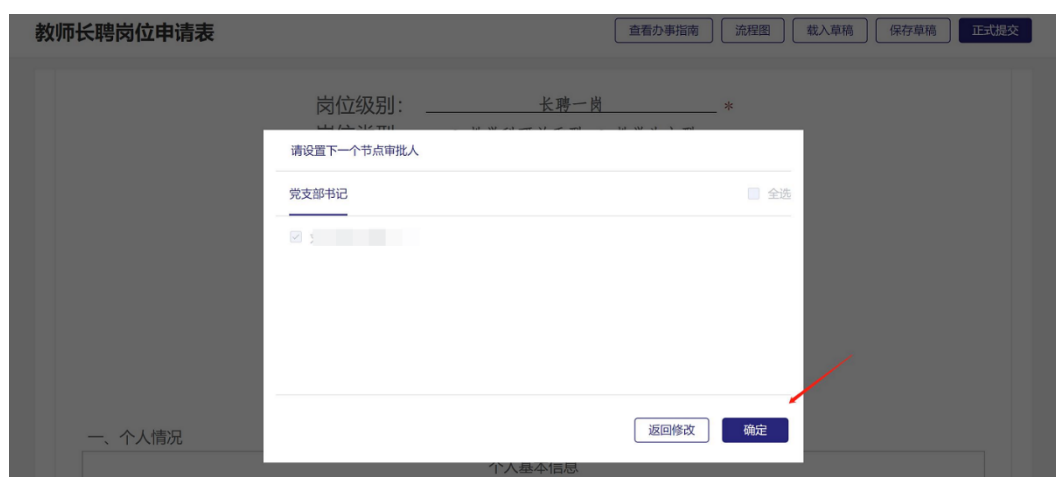 教师长聘岗位申请表
查看办事指南 流程图 载入草稿 保存草稿 正式提交
岗位级别： 长聘一岗 *
请设置下一个节点审批人
党支部书记 全选
返回修改 确定
一、个人情况
个人基本信息